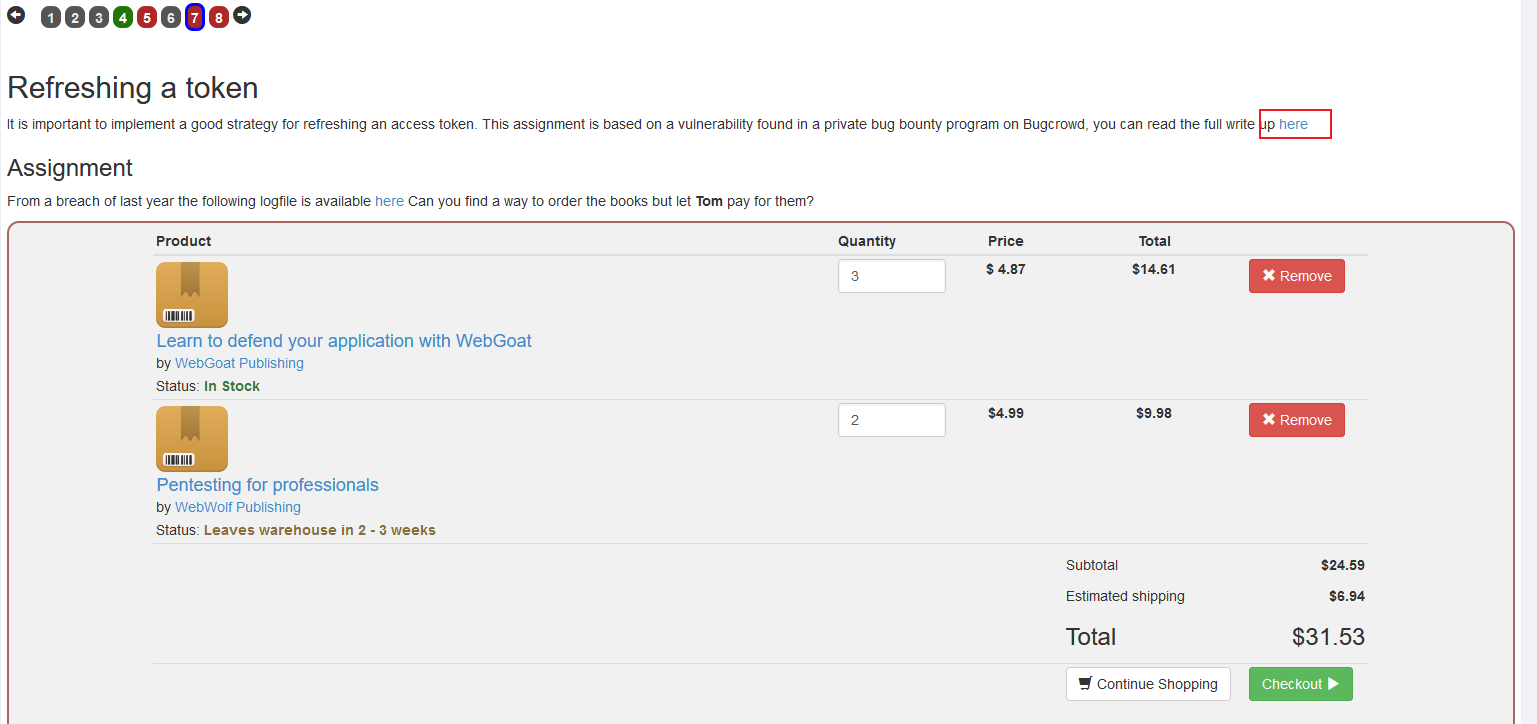 1 2 3 4 5 6 7 8
Refreshing a token
It is important to implement a good strategy for refreshing an access token. This assignment is based on a vulnerability found in a private bug bounty program on Bugcrowd, you can read the full write up here
Assignment
From a breach of last year the following logfile is available here Can you find a way to order the books but let Tom pay for them?
Product Quantity Price Total
3 $ 4.87 $14.61 Remove
Learn to defend your application with WebGoat
by WebGoat Publishing
Status: In Stock
2 $4.99 $9.98 Remove
Pentesting for professionals
by WebWolf Publishing
Status: Leaves warehouse in 2 - 3 weeks
Subtotal $24.59
Estimated shipping $6.94
Total $31.53
Continue Shopping Checkout